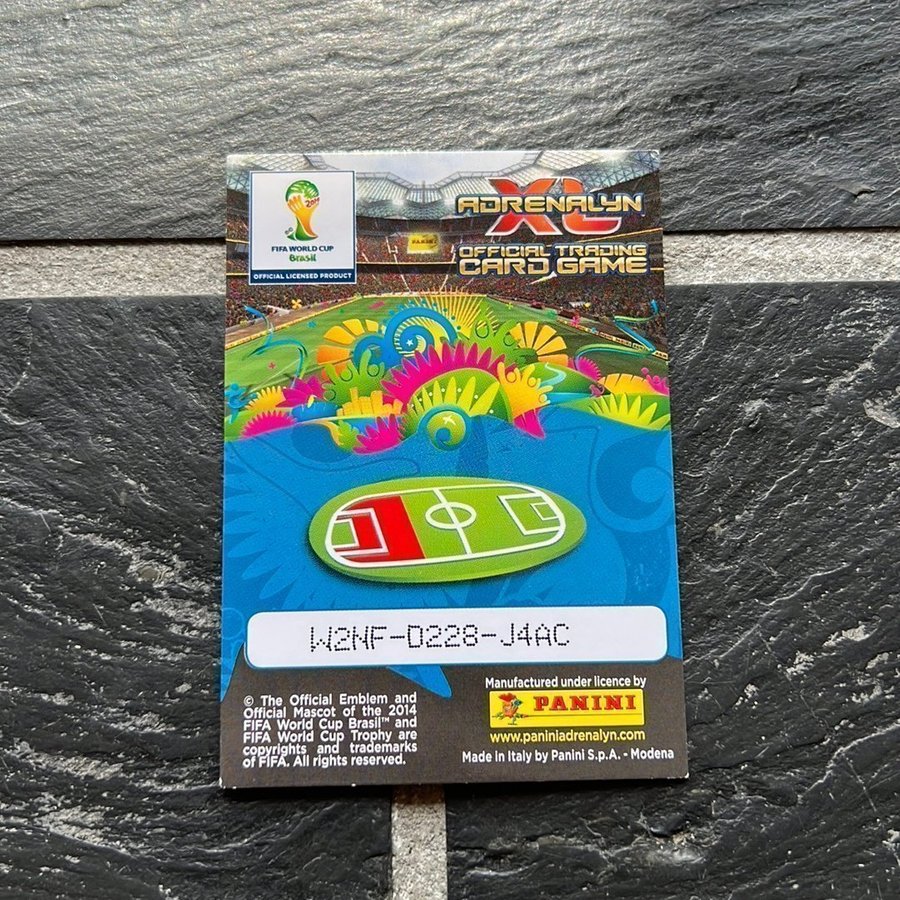 2014
FIFA WORLD CUP
Brasil
OFFICIAL LICENSED PRODUCT
ADRENALYN
XL
OFFICIAL TRADING
CARD GAME
PANINI
W2NF-D228-J4AC
© The Official Emblem and
Official Mascot of the 2014
FIFA World Cup Brasil™ and
FIFA World Cup Trophy are
copyrights and trademarks
of FIFA. All rights reserved.
Manufactured under licence by
PANINI
www.paniniadrenalyn.com
Made in Italy by Panini S.p.A. - Modena